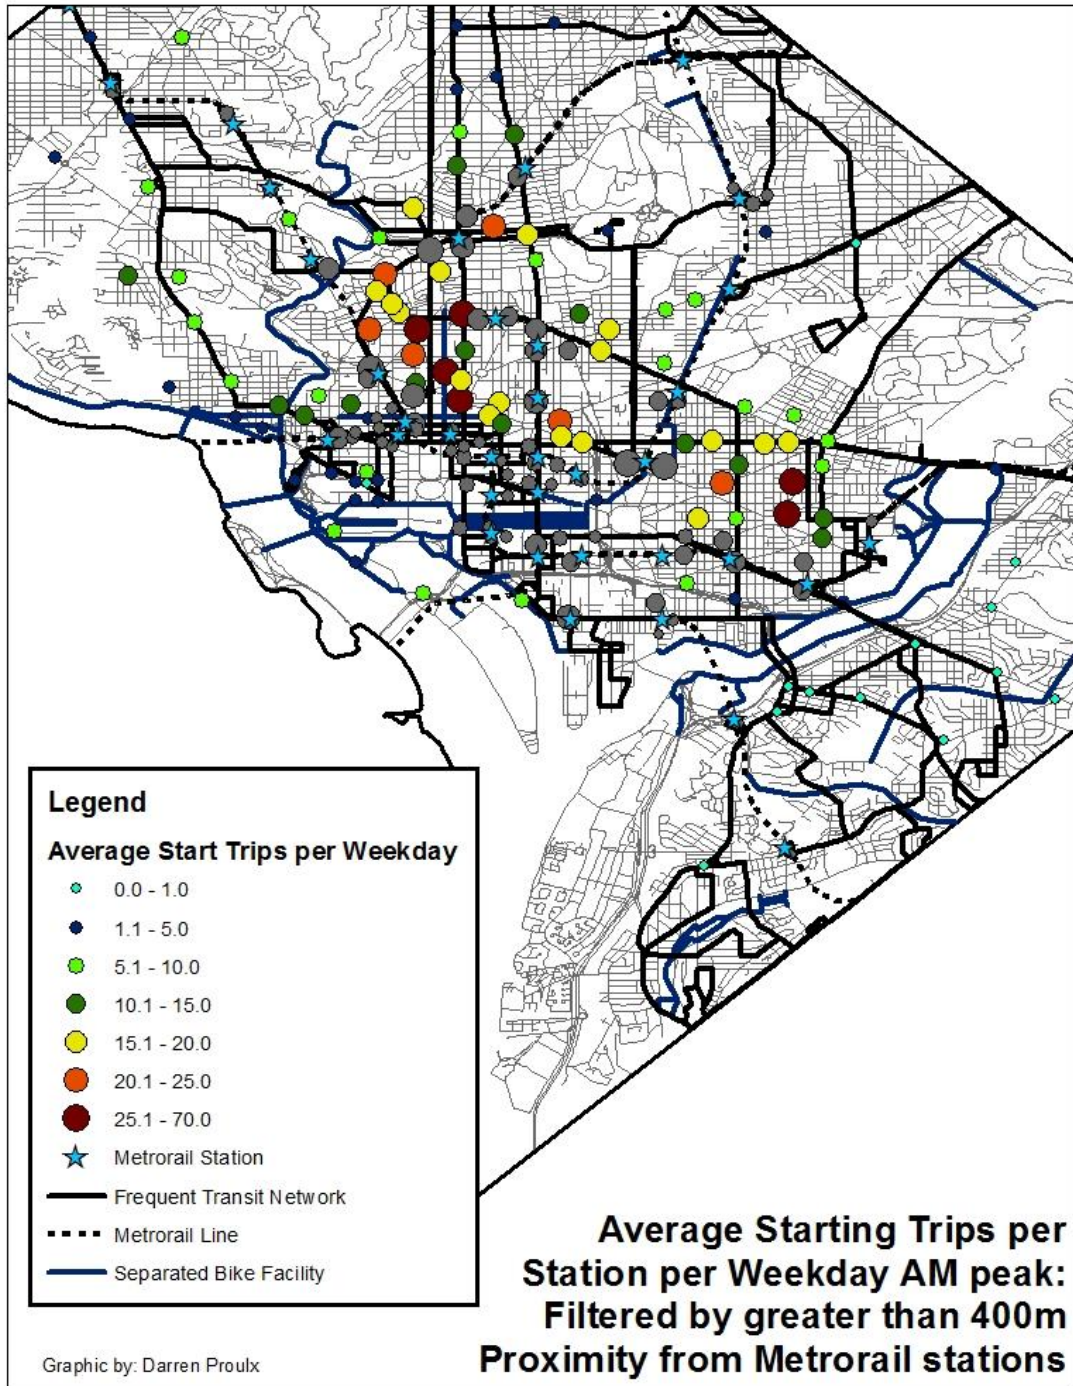 Legend
Average Start Trips per Weekday
0.0 - 1.0
1.1 - 5.0
5.1 - 10.0
10.1 - 15.0
15.1 - 20.0
20.1 - 25.0
25.1 - 70.0
Metrorail Station
Frequent Transit Network
Metrorail Line
Separated Bike Facility
Average Starting Trips per
Station per Weekday AM peak:
Filtered by greater than 400m
Proximity from Metrorail stations
Graphic by: Darren Proulx